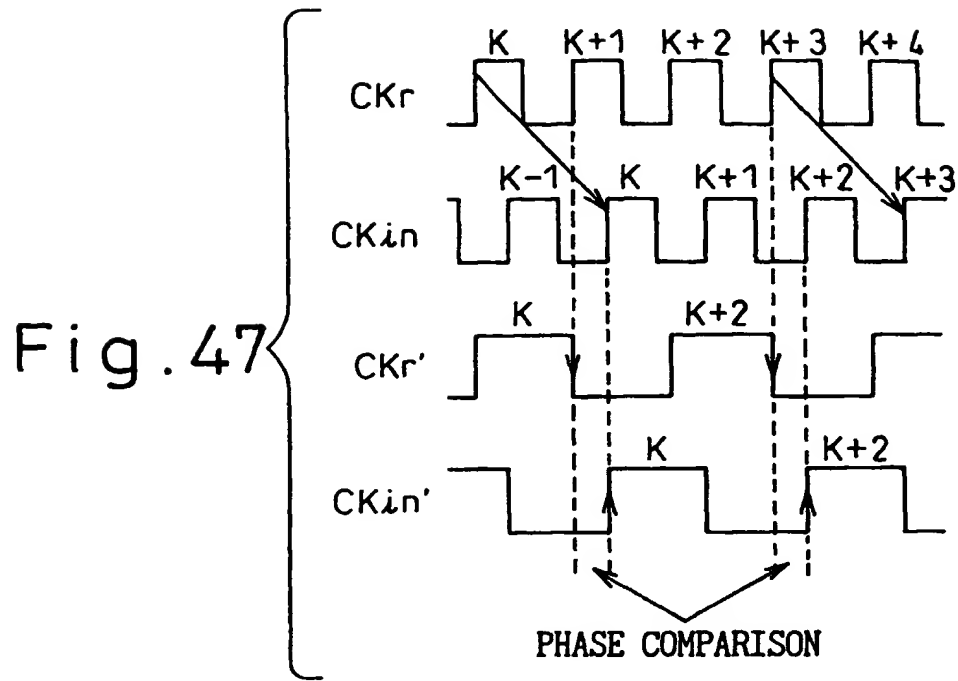 K K+1 K+2 K+3 K+4
CKr
K-1 K K+1 K+2 K+3
CKin
K K+2
Fig. 47
CKr'
K K+2
CKin'
PHASE COMPARISON